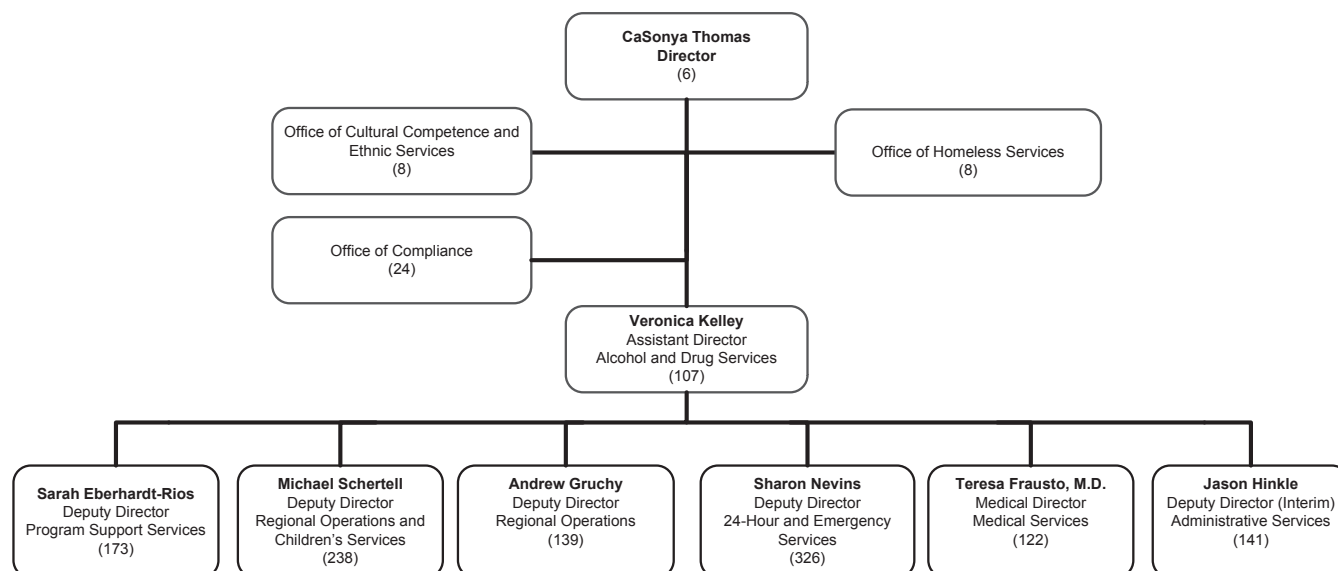 CaSonya Thomas
Director
(6)
Office of Cultural Competence and
Ethnic Services
(8)
Office of Homeless Services
(8)
Office of Compliance
(24)
Veronica Kelley
Assistant Director
Alcohol and Drug Services
(107)
Sarah Eberhardt-Rios
Deputy Director
Program Support Services
(173)
Michael Schertell
Deputy Director
Regional Operations and
Children's Services
(238)
Andrew Gruchy
Deputy Director
Regional Operations
(139)
Sharon Nevins
Deputy Director
24-Hour and Emergency
Services
(326)
Teresa Frausto, M.D.
Medical Director
Medical Services
(122)
Jason Hinkle
Deputy Director (Interim)
Administrative Services
(141)